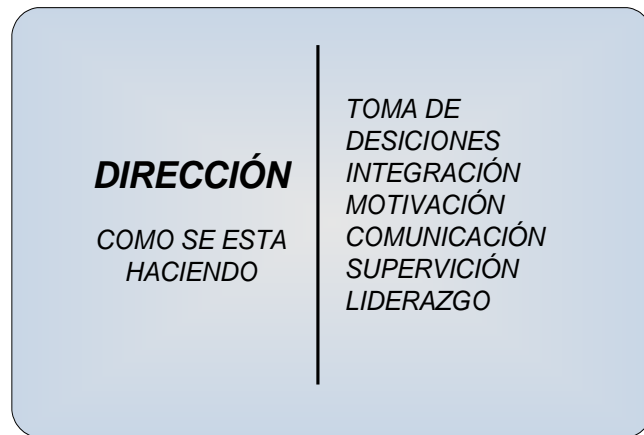 DIRECCIÓN
COMO SE ESTA
HACIENDO
TOMA DE
DESICIONES
INTEGRACIÓN
MOTIVACIÓN
COMUNICACIÓN
SUPERVICIÓN
LIDERAZGO